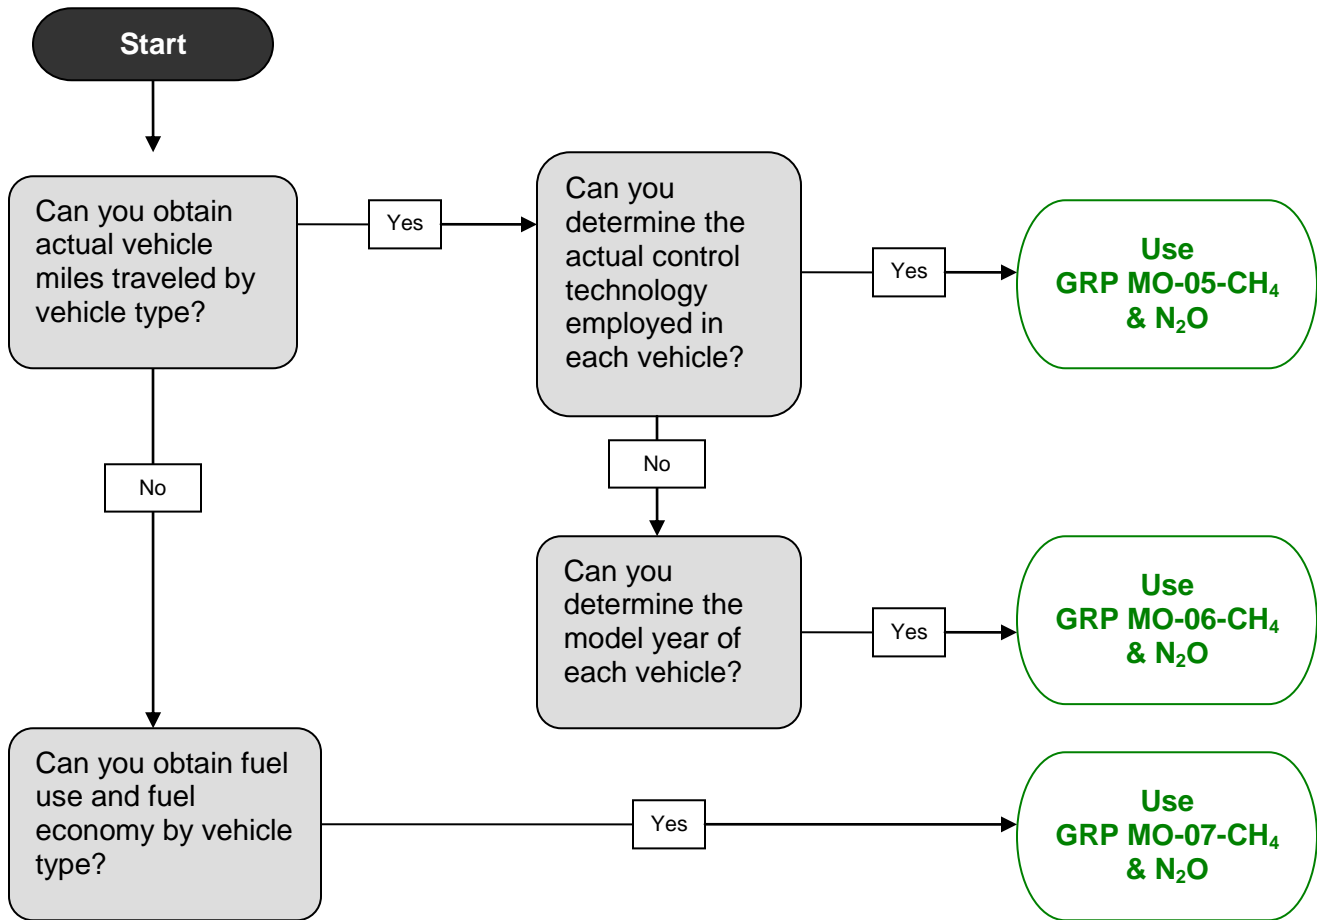 Start
Can you obtain
actual vehicle
miles traveled by
vehicle type?
Yes
Can you
determine the
actual control
technology
employed in
each vehicle?
Yes
Use
GRP MO-05-CH₄
& N₂O
No
No
Can you
determine the
model year of
each vehicle?
Yes
Use
GRP MO-06-CH₄
& N₂O
Can you obtain fuel
use and fuel
economy by vehicle
type?
Yes
Use
GRP MO-07-CH₄
& N₂O